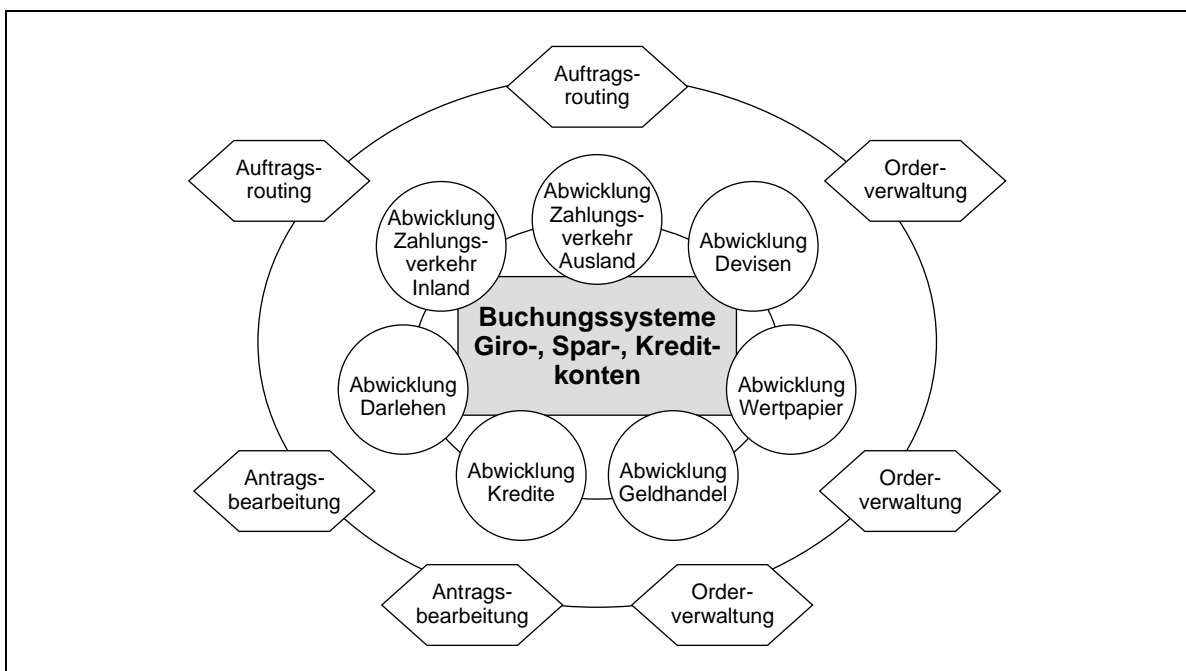 Auftrags-
routing
Auftrags-
routing
Order-
verwaltung
Abwicklung
Zahlungs-
verkehr
Inland
Abwicklung
Zahlungs-
verkehr
Ausland
Abwicklung
Devisen
Buchungssysteme
Giro-, Spar-, Kredit-
konten
Abwicklung
Darlehen
Abwicklung
Wertpapier
Abwicklung
Kredite
Abwicklung
Geldhandel
Antrags-
bearbeitung
Order-
verwaltung
Antrags-
bearbeitung
Order-
verwaltung